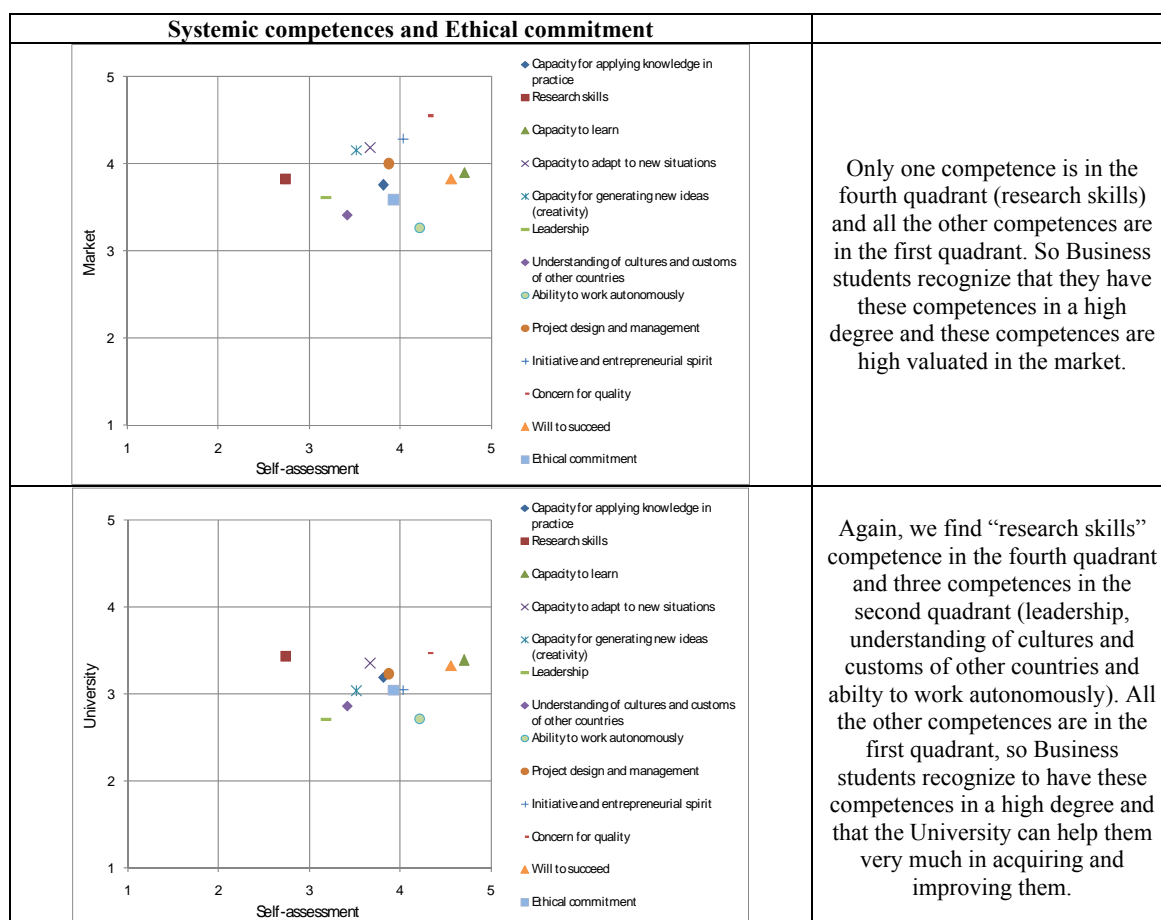 Systemic competences and Ethical commitment
5
4
3
2
1
Market
1 2 3 4 5
Self-assessment
Capacity for applying knowledge in
practice
Research skills
Capacity to learn
Capacity to adapt to new situations
Capacity for generating new ideas
(creativity)
Leadership
Understanding of cultures and customs
of other countries
Ability to work autonomously
Project design and management
Initiative and entrepreneurial spirit
Concern for quality
Will to succeed
Ethical commitment
Only one competence is in the
fourth quadrant (research skills)
and all the other competences are
in the first quadrant. So Business
students recognize that they have
these competences in a high
degree and these competences are
high valuated in the market.
5
4
3
2
1
University
1 2 3 4 5
Self-assessment
Capacity for applying knowledge in
practice
Research skills
Capacity to learn
Capacity to adapt to new situations
Capacity for generating new ideas
(creativity)
Leadership
Understanding of cultures and customs
of other countries
Ability to work autonomously
Project design and management
Initiative and entrepreneurial spirit
Concern for quality
Will to succeed
Ethical commitment
Again, we find “research skills”
competence in the fourth quadrant
and three competences in the
second quadrant (leadership,
understanding of cultures and
customs of other countries and
abilty to work autonomously). All
the other competences are in the
first quadrant, so Business
students recognize to have these
competences in a high degree and
that the University can help them
very much in acquiring and
improving them.